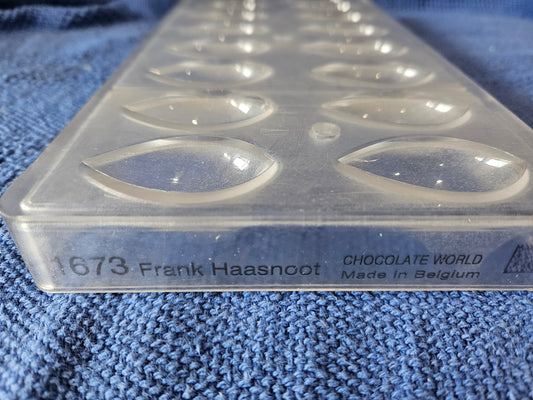 1673 Frank Haasnoot
CHOCOLATE WORLD
Made in Belgium